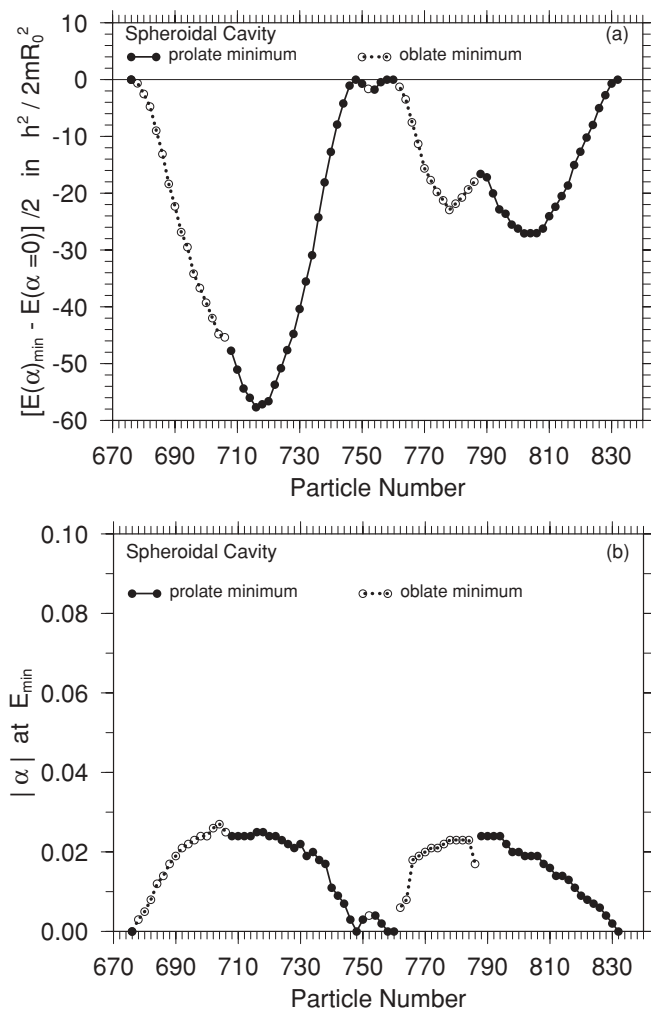 Spheroidal Cavity (a)
prolate minimum oblate minimum
10
0
-10
-20
-30
-40
-50
-60
[E(α)min - E(α =0)] /2 in h² / 2mR₀²
670 690 710 730 750 770 790 810 830
Particle Number
Spheroidal Cavity (b)
prolate minimum oblate minimum
0.10
0.08
0.06
0.04
0.02
0.00
| α | at Emin
670 690 710 730 750 770 790 810 830
Particle Number